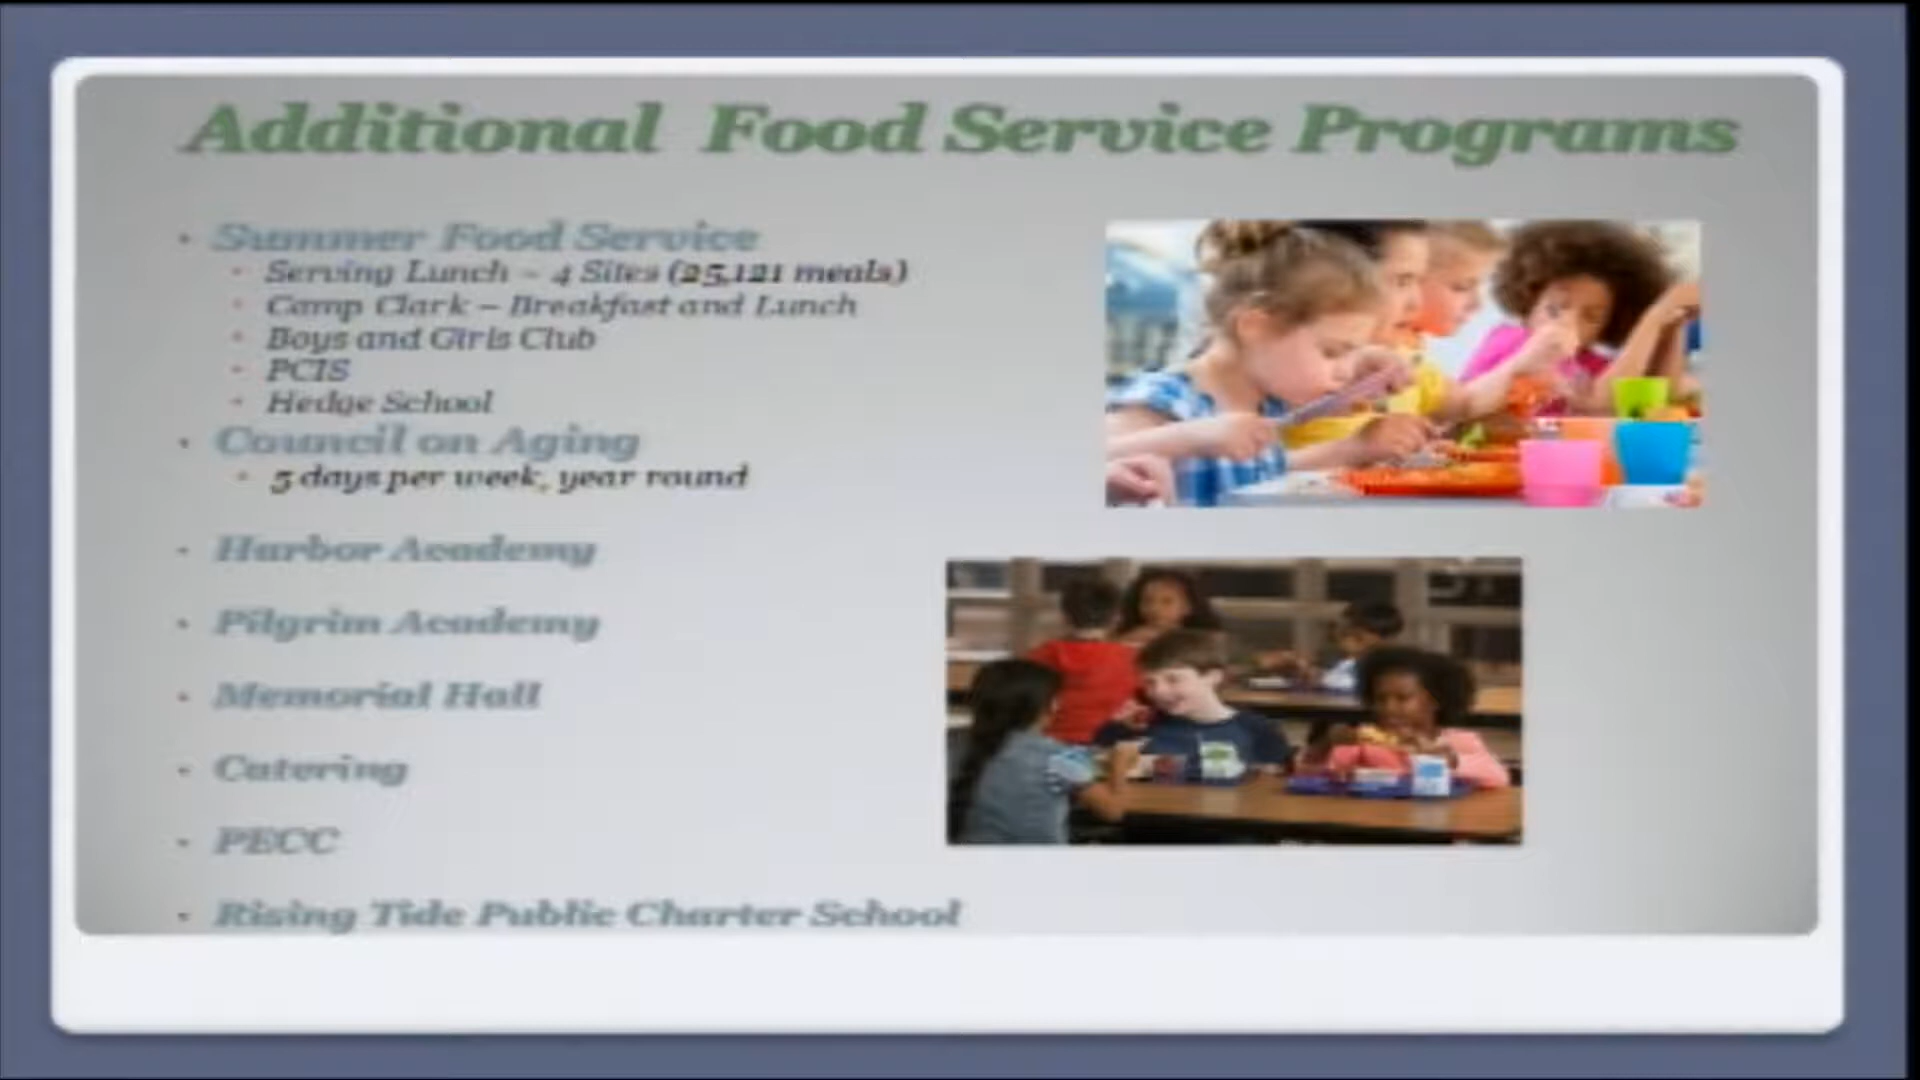 Additional Food Service Programs
• Summer Food Service
• Serving Lunch – 4 Sites (25,121 meals)
• Camp Clark – Breakfast and Lunch
• Boys and Girls Club
• PCIS
• Hedge School
• Council on Aging
• 5 days per week, year round
• Harbor Academy
• Pilgrim Academy
• Memorial Hall
• Catering
• PECC
• Rising Tide Public Charter School